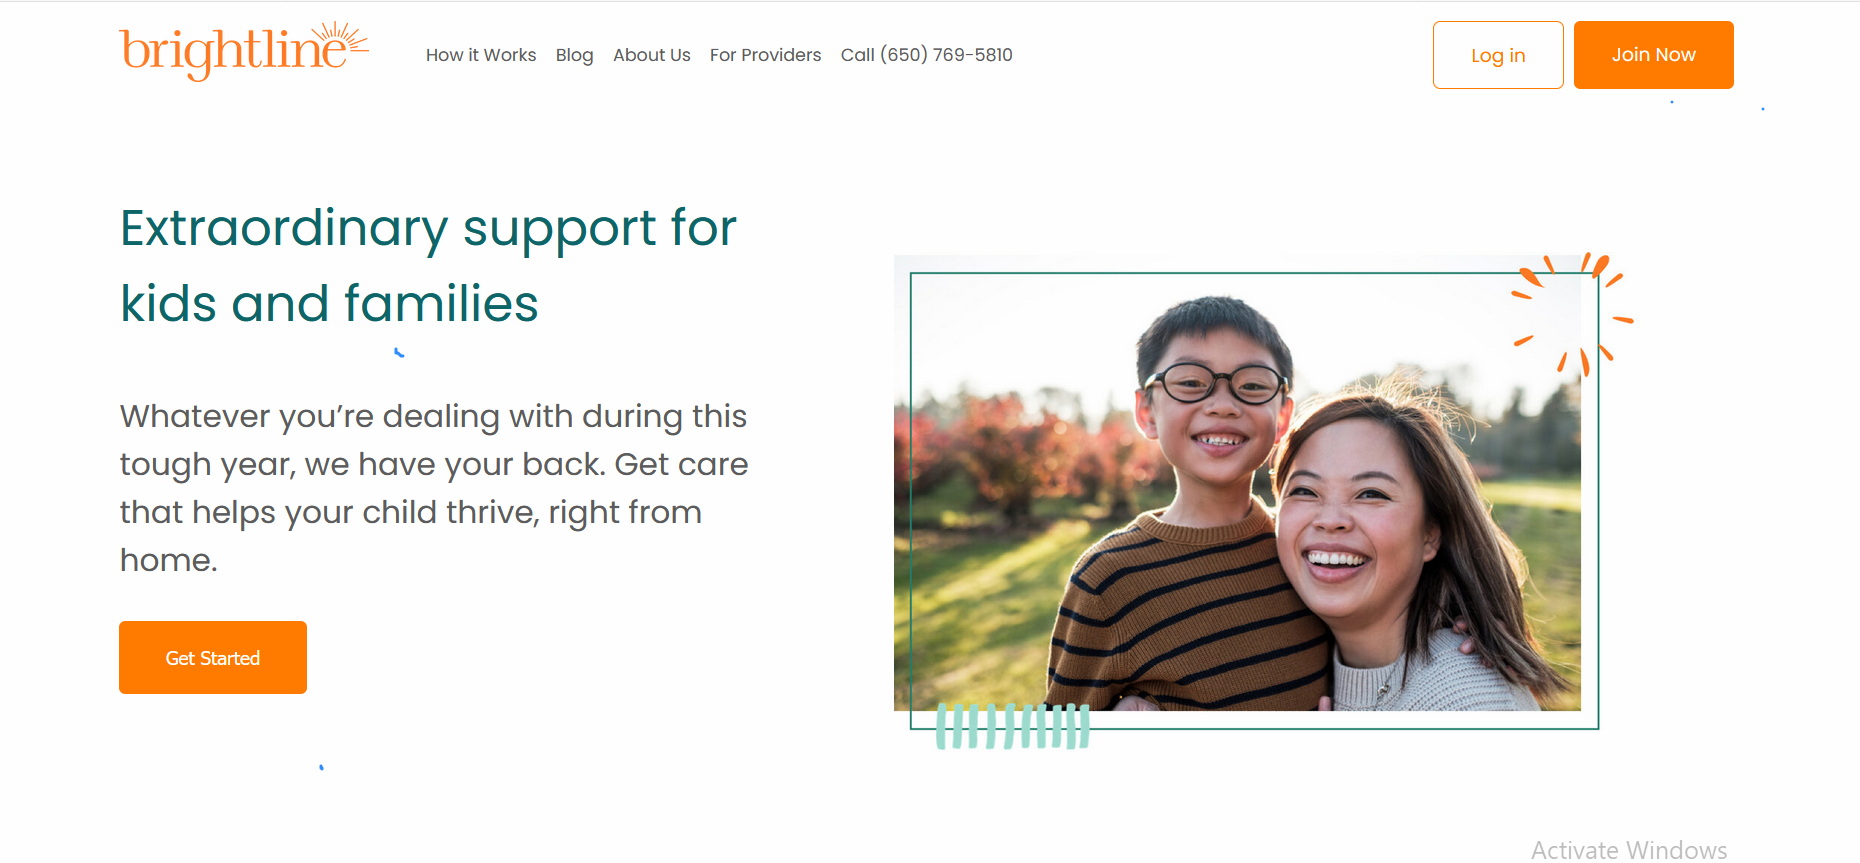 brightline
How it Works Blog About Us For Providers Call (650) 769-5810
Log in
Join Now
Extraordinary support for
kids and families
Whatever you’re dealing with during this
tough year, we have your back. Get care
that helps your child thrive, right from
home.
Get Started
Activate Windows